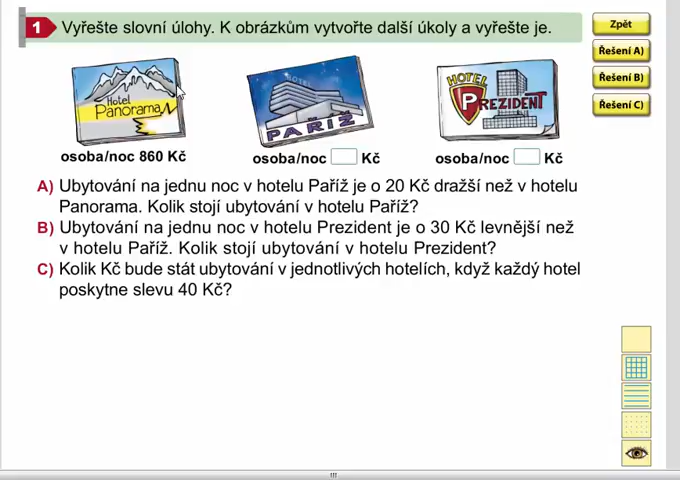 1 Vyřešte slovní úlohy. K obrázkům vytvořte další úkoly a vyřešte je.
Zpět
Řešení A)
Řešení B)
Řešení C)
Hotel
Panorama
HOTEL
PAŘÍŽ
HOTEL
PREZIDENT
osoba/noc 860 Kč
osoba/noc Kč
osoba/noc Kč
A) Ubytování na jednu noc v hotelu Paříž je o 20 Kč dražší než v hotelu
Panorama. Kolik stojí ubytování v hotelu Paříž?
B) Ubytování na jednu noc v hotelu Prezident je o 30 Kč levnější než
v hotelu Paříž. Kolik stojí ubytování v hotelu Prezident?
C) Kolik Kč bude stát ubytování v jednotlivých hotelích, když každý hotel
poskytne slevu 40 Kč?